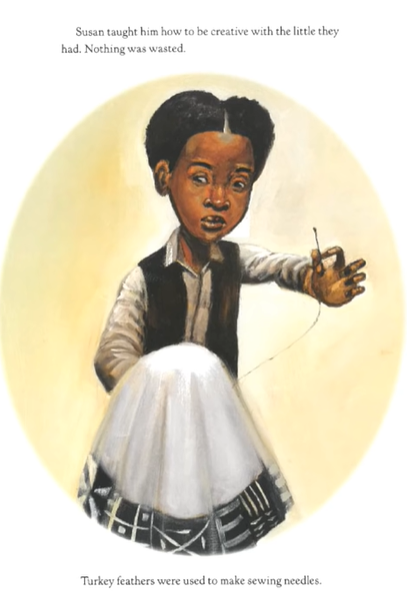 Susan taught him how to be creative with the little they
had. Nothing was wasted.
Turkey feathers were used to make sewing needles.